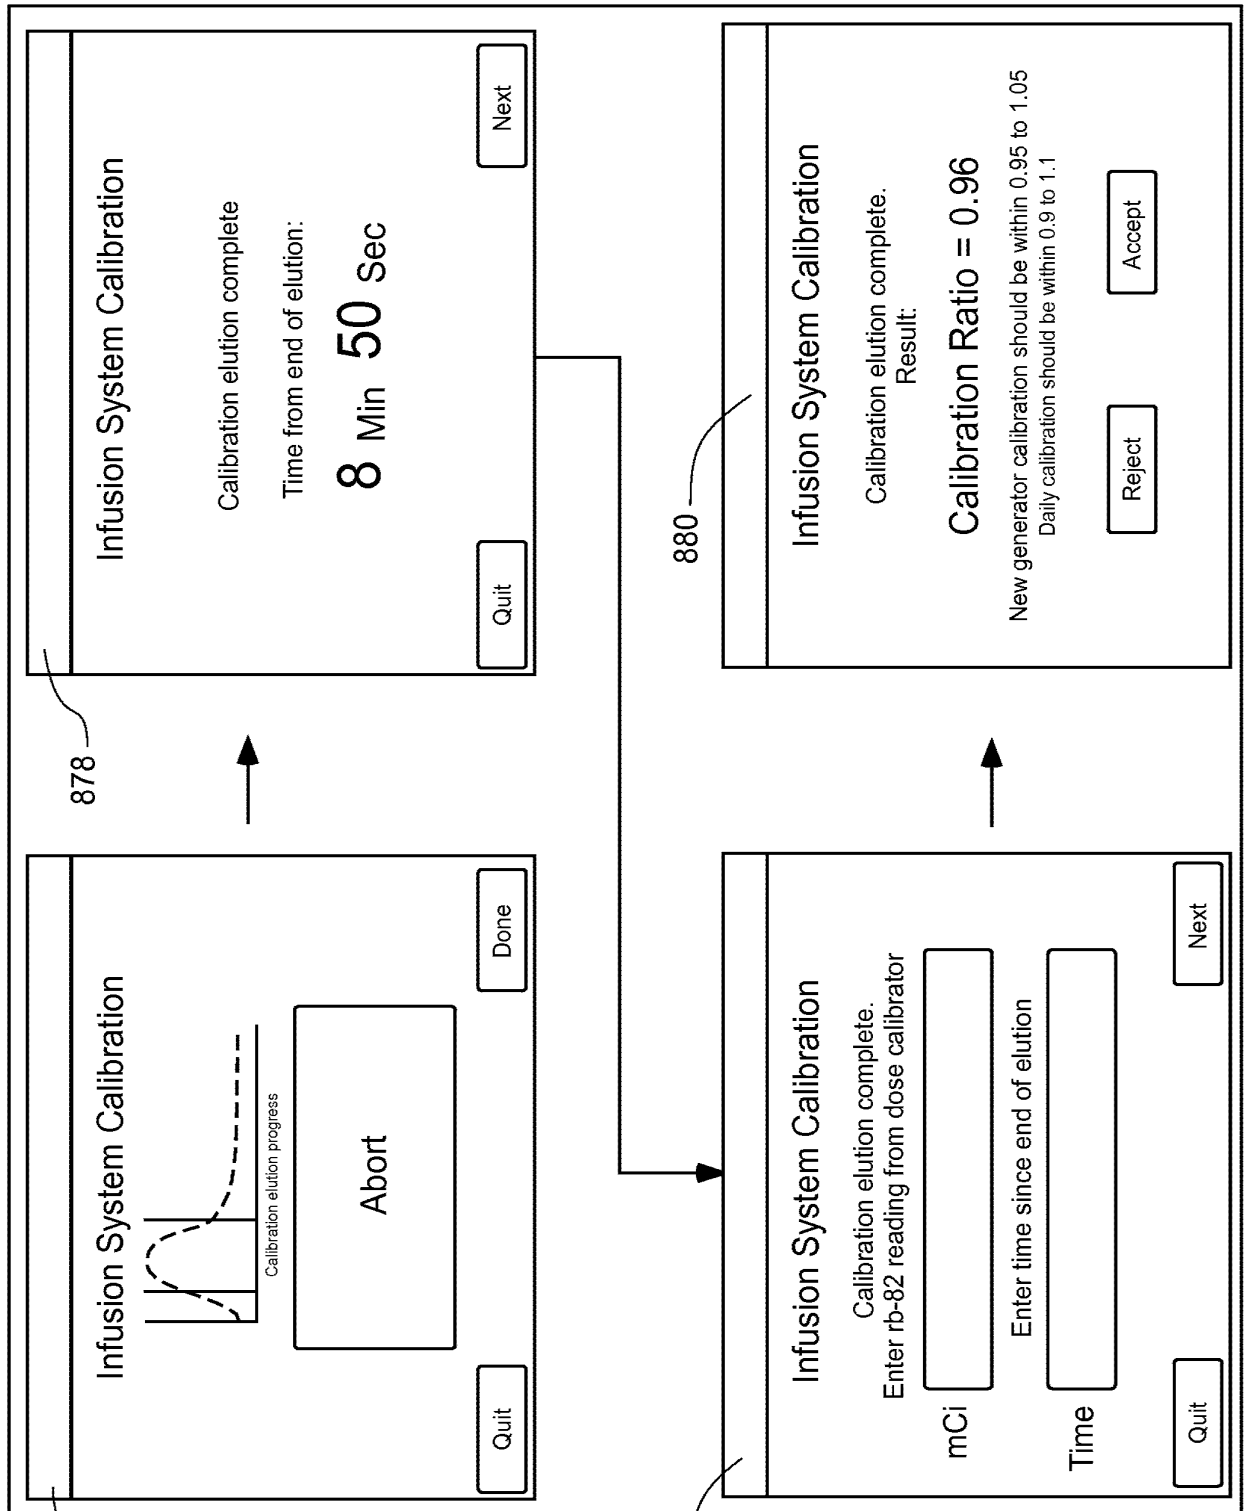 Infusion System Calibration
Calibration elution progress
Abort
Quit
Done
878
Infusion System Calibration
Calibration elution complete
Time from end of elution:
8 Min 50 Sec
Quit
Next
Infusion System Calibration
Calibration elution complete.
Enter rb-82 reading from dose calibrator
mCi
Enter time since end of elution
Time
Quit
Next
880
Infusion System Calibration
Calibration elution complete.
Result:
Calibration Ratio = 0.96
New generator calibration should be within 0.95 to 1.05
Daily calibration should be within 0.9 to 1.1
Reject
Accept